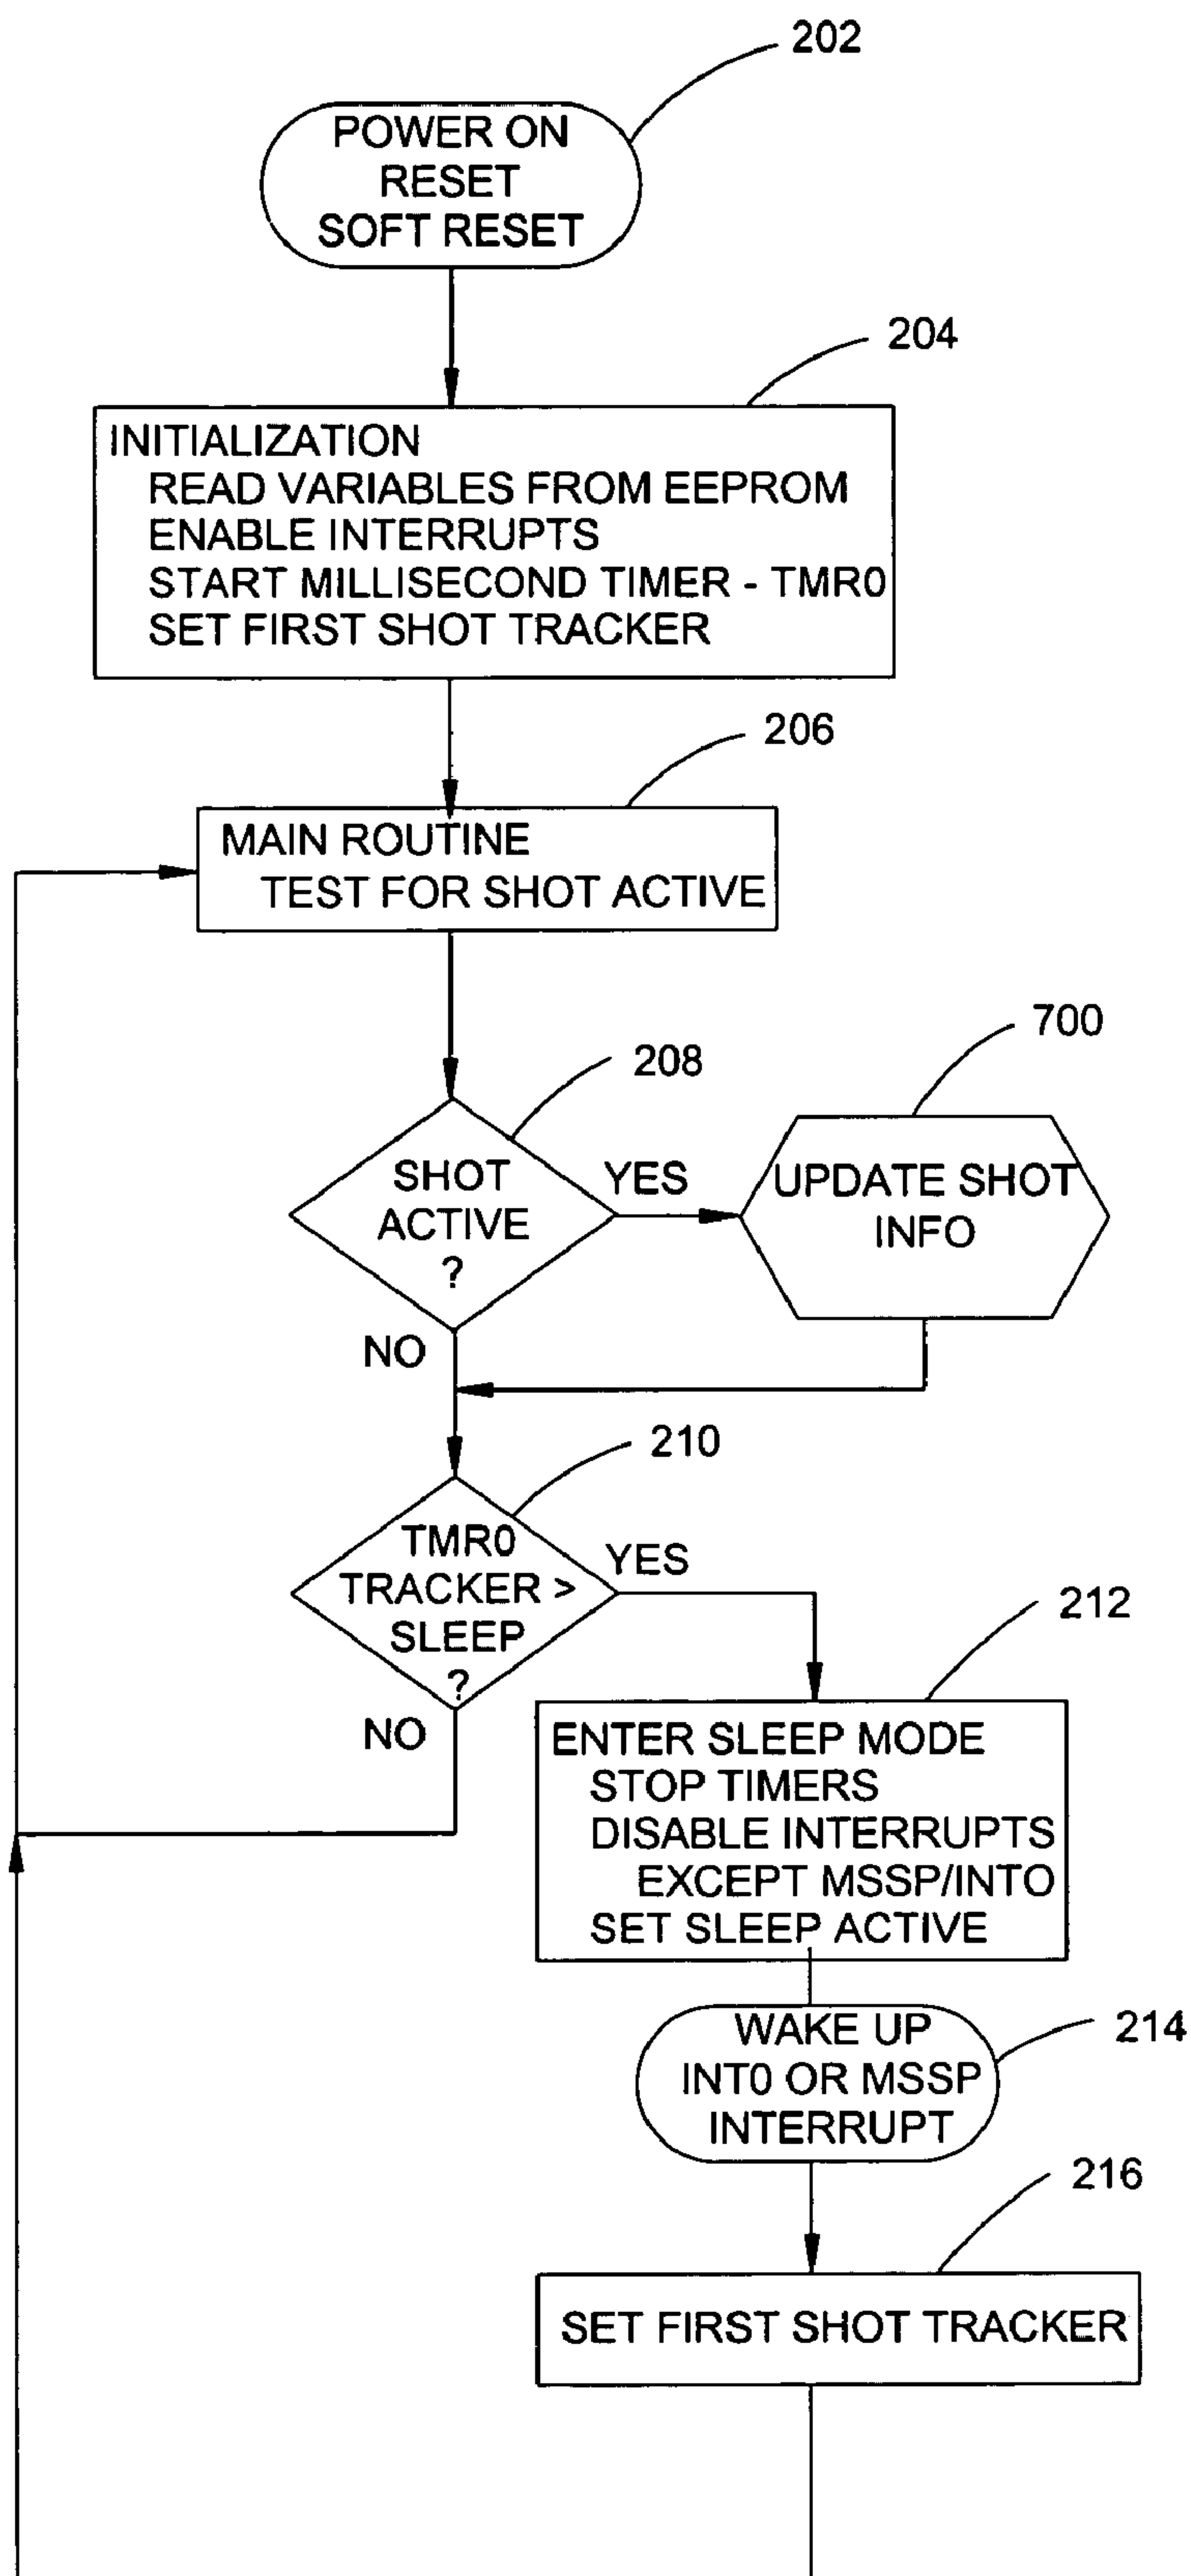 202
POWER ON
RESET
SOFT RESET
204
INITIALIZATION
READ VARIABLES FROM EEPROM
ENABLE INTERRUPTS
START MILLISECOND TIMER - TMR0
SET FIRST SHOT TRACKER
206
MAIN ROUTINE
TEST FOR SHOT ACTIVE
700
208
SHOT
ACTIVE
?
YES
UPDATE SHOT
INFO
NO
210
TMR0
TRACKER >
SLEEP
?
YES
NO
212
ENTER SLEEP MODE
STOP TIMERS
DISABLE INTERRUPTS
EXCEPT MSSP/INTO
SET SLEEP ACTIVE
214
WAKE UP
INT0 OR MSSP
INTERRUPT
216
SET FIRST SHOT TRACKER